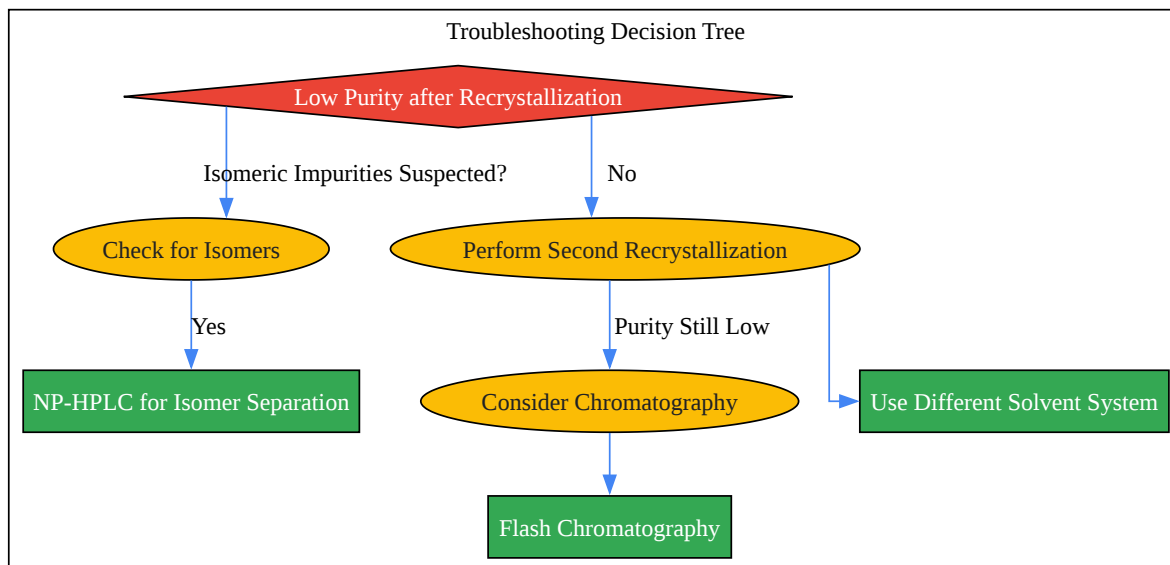 Troubleshooting Decision Tree
Low Purity after Recrystallization
Isomeric Impurities Suspected?
No
Check for Isomers
Perform Second Recrystallization
Yes
Purity Still Low
NP-HPLC for Isomer Separation
Consider Chromatography
Use Different Solvent System
Flash Chromatography